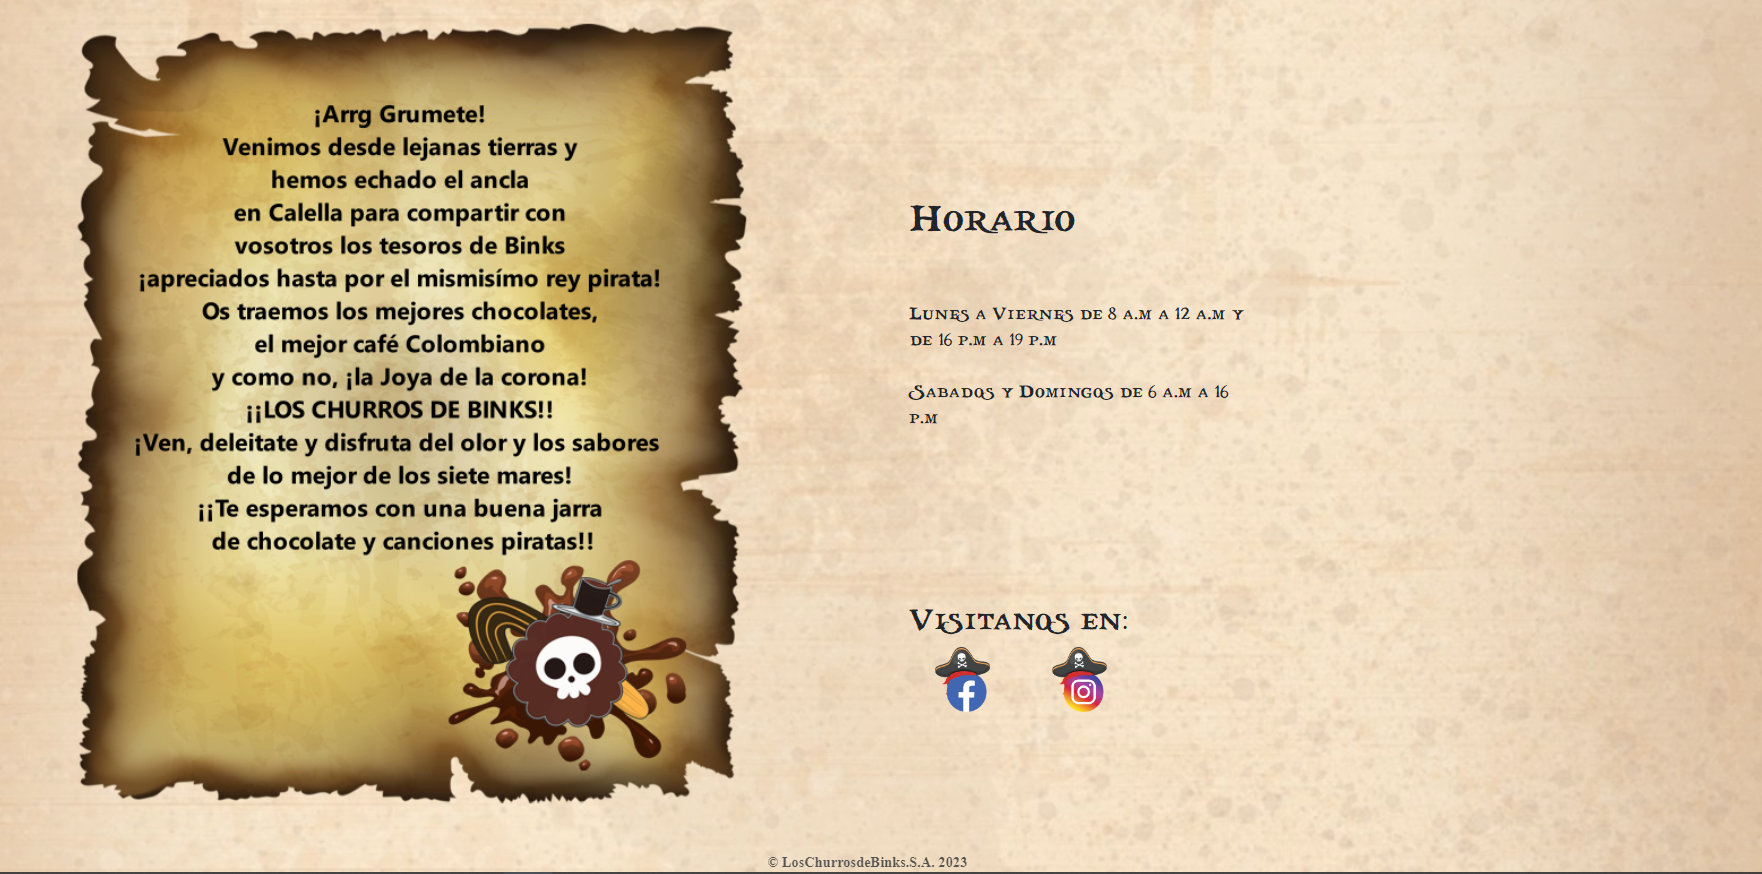 ¡Arrg Grumete!
Venimos desde lejanas tierras y
hemos echado el ancla
en Calella para compartir con
vosotros los tesoros de Binks
¡apreciados hasta por el mismisímo rey pirata!
Os traemos los mejores chocolates,
el mejor café Colombiano
y como no, ¡la Joya de la corona!
¡¡LOS CHURROS DE BINKS!!
¡Ven, deleitate y disfruta del olor y los sabores
de lo mejor de los siete mares!
¡¡Te esperamos con una buena jarra
de chocolate y canciones piratas!!
Horario
Lunes a Viernes de 8 a.m a 12 a.m y
de 16 p.m a 19 p.m
Sabados y Domingos de 6 a.m a 16
p.m
Visitanos en:
© LosChurrosdeBinks.S.A. 2023